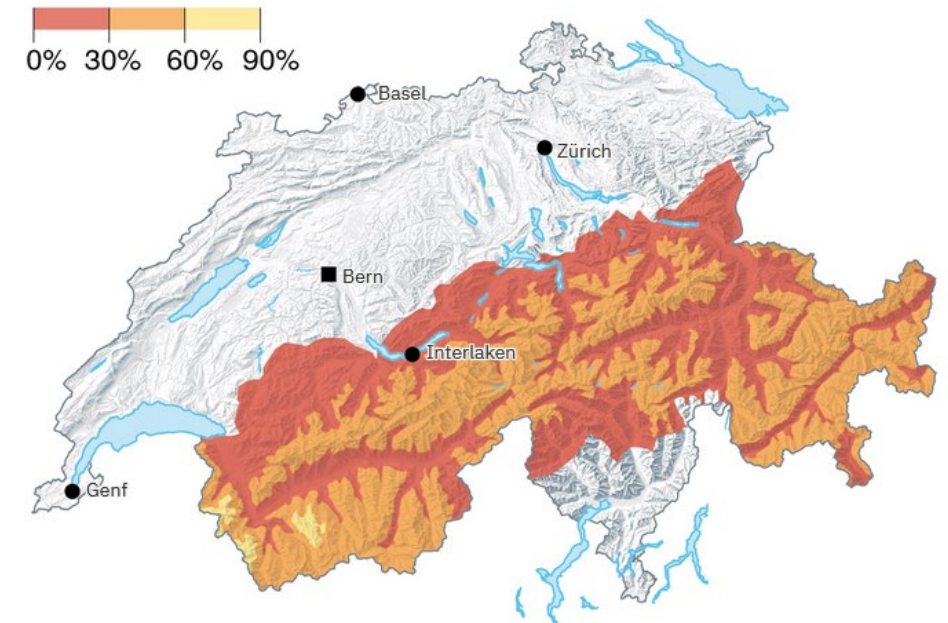 0% 30% 60% 90%
Basel
Zürich
Bern
Interlaken
Genf